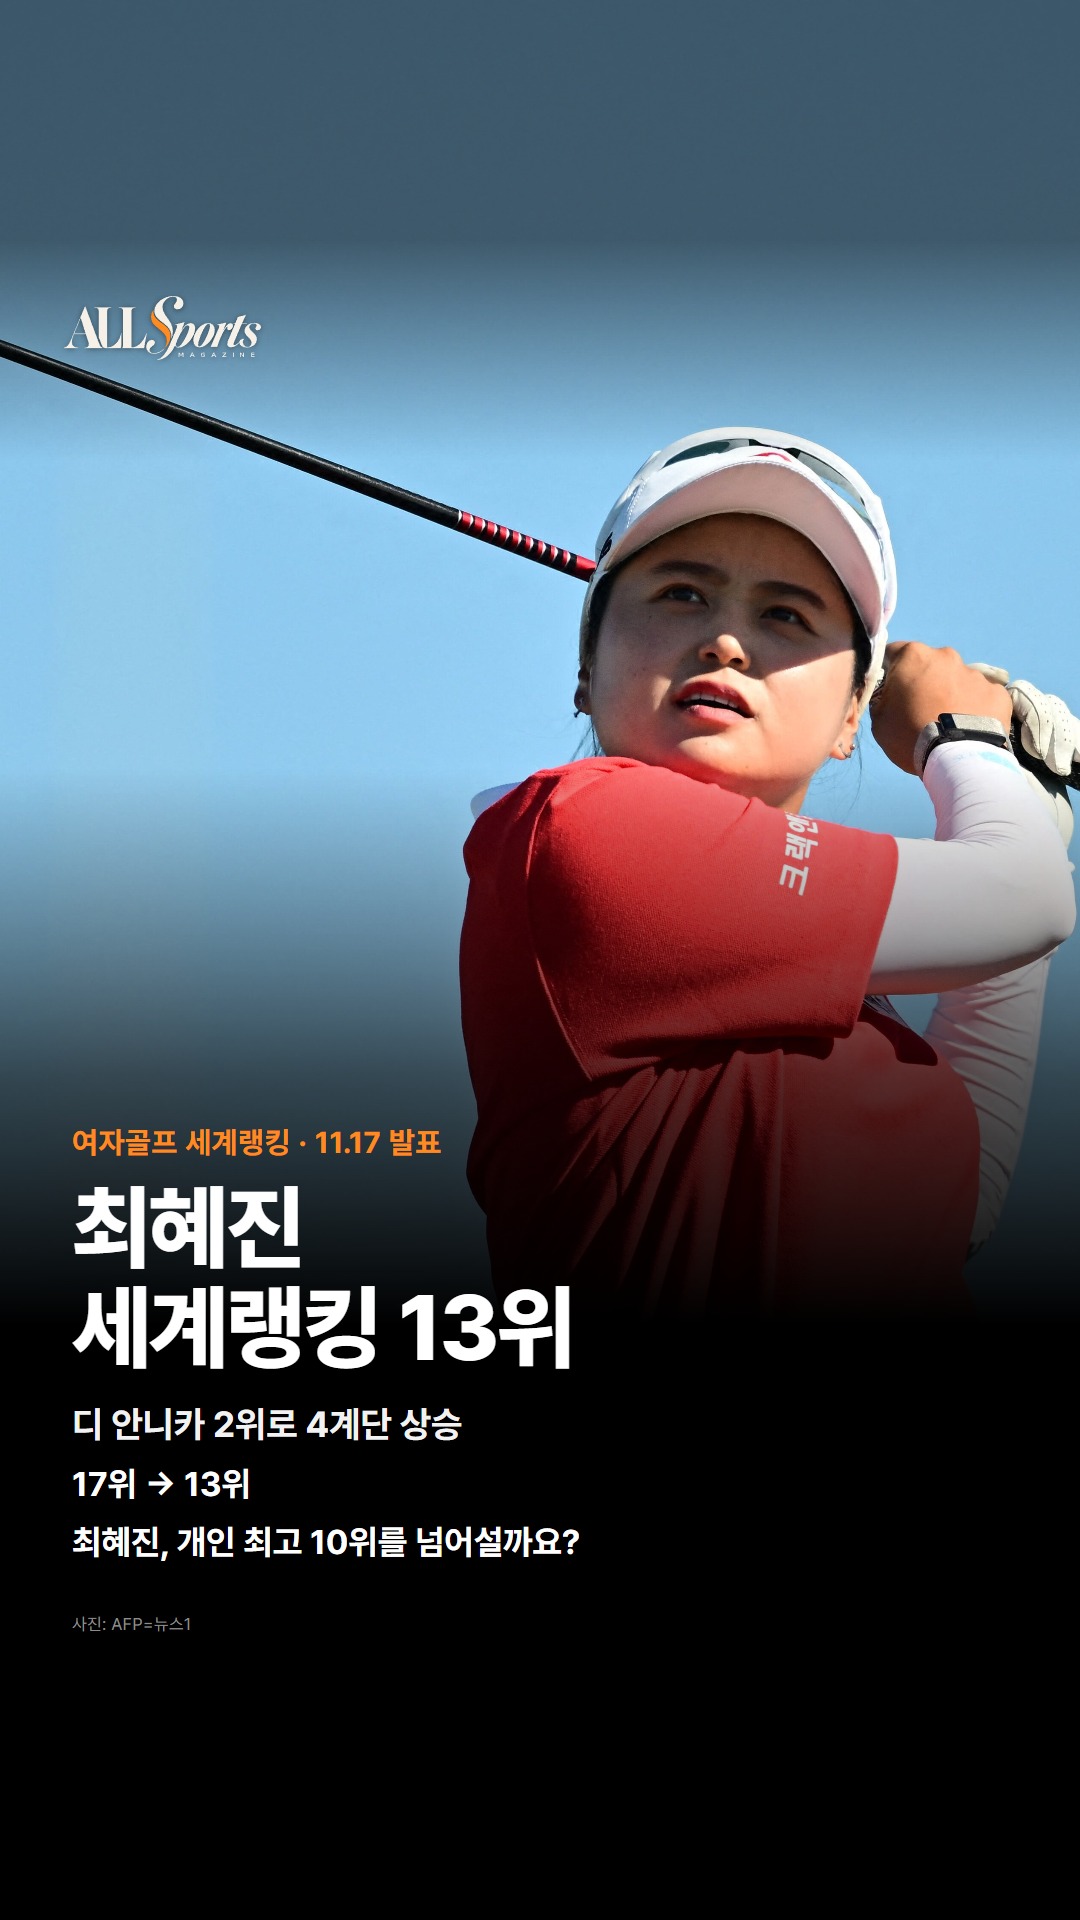 ALL Sports
MAGAZINE
크랙앤
여자골프 세계랭킹 · 11.17 발표
최혜진
세계랭킹 13위
디 안니카 2위로 4계단 상승
17위 → 13위
최혜진, 개인 최고 10위를 넘어설까요?
사진: AFP=뉴스1